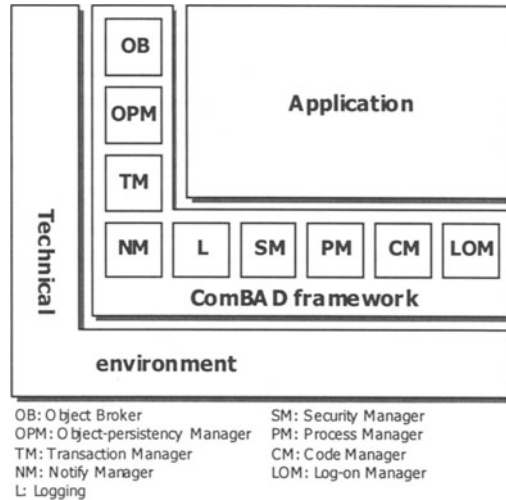 OB
Application
OPM
TM
Technical
NM L SM PM CM LOM
ComBAD framework
environment
OB: Object Broker
OPM: Object-persistency Manager
TM: Transaction Manager
NM: Notify Manager
L: Logging
SM: Security Manager
PM: Process Manager
CM: Code Manager
LOM: Log-on Manager